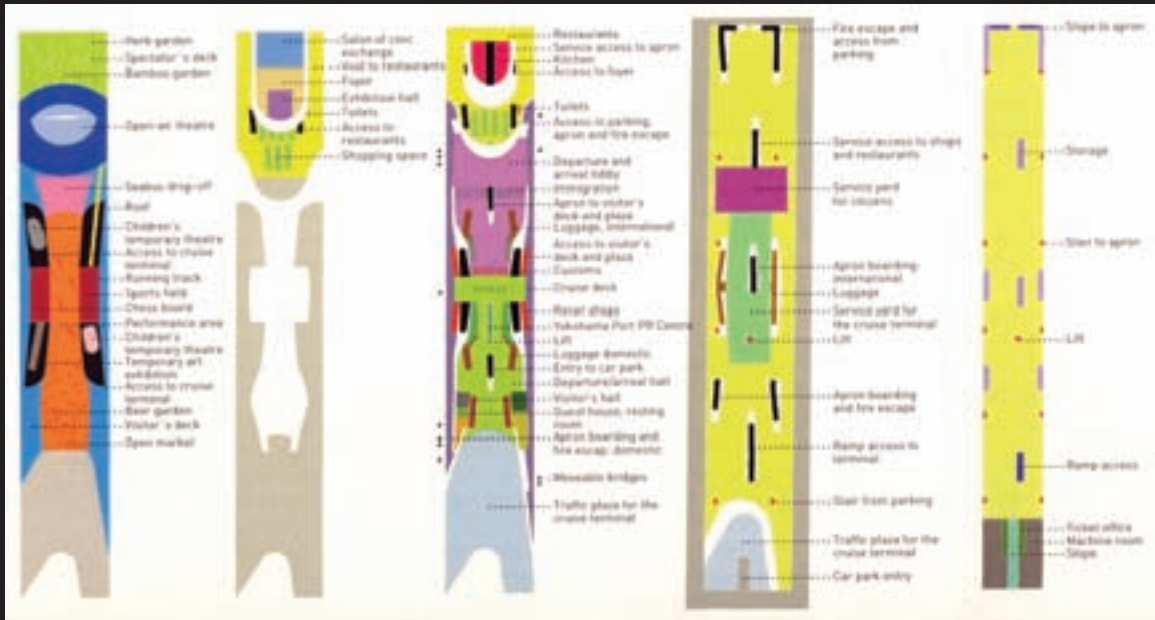 Herb garden
Spectator's deck
Bamboo garden
Open-air theatre
Seabus drop-off
Roof
Children's
temporary theatre
Access to cruise
terminal
Running track
Sports field
Chess board
Performance area
Children's
temporary theatre
Temporary art
exhibition
Access to cruise
terminal
Beer garden
Visitor's deck
Open market
Salon of civic
exchange
Void to restaurants
Foyer
Exhibition hall
Toilets
Access to
restaurants
Shopping space
Restaurants
Service access to apron
Kitchen
Access to foyer
Toilets
Access to parking,
apron and fire escape
Departure and
arrival lobby
Immigration
Apron to visitor's
deck and plaza
Luggage, international
Access to visitor's
deck and plaza
Customs
Cruise deck
Retail shops
Yokohama Port PR Centre
Lift
Luggage domestic
Entry to car park
Departure/arrival hall
Visitor's hall
Guest house, resting
room
Apron boarding and
fire escap: domestic
Moveable bridges
Traffic plaza for the
cruise terminal
Fire escape and
access from
parking
Service access to shops
and restaurants
Service yard
for citizens
Apron boarding
international
Luggage
Service yard for
the cruise terminal
Lift
Apron boarding
and fire escape
Ramp access to
terminal
Stair from parking
Traffic plaza for the
cruise terminal
Car park entry
Slope to apron
Storage
Stair to apron
Lift
Ramp access
Ticket office
Machine room
Slope